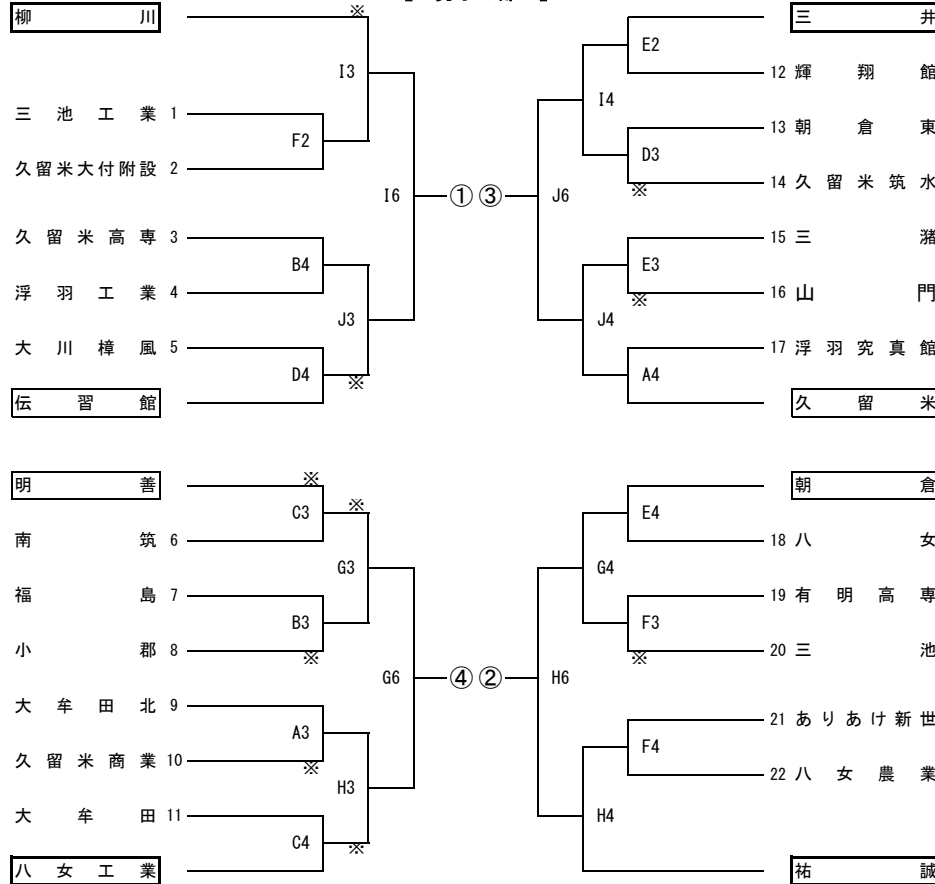 柳川 ※ 三井
E2
I3 12 輝翔館
I4
三池工業 1 13 朝倉東
F2 D3
久留米大付附設 2 ※ 14 久留米筑水
I6 ① ③ J6
久留米高専 3 15 三潴
B4 E3
浮羽工業 4 ※ 16 山門
J3 J4
大川樟風 5 17 浮羽究真館
D4 ※ A4
伝習館 久留米
明善 ※ 朝倉
C3 ※ E4
南筑 6 18 八女
G3 G4
福島 7 19 有明高専
B3 F3
小郡 8 ※ ※ 20 三池
G6 ④ ② H6
大牟田北 9 21 ありあけ新世
A3 F4
久留米商業 10 ※ 22 八女農業
H3
大牟田 11 H4
C4 ※
八女工業 祐誠